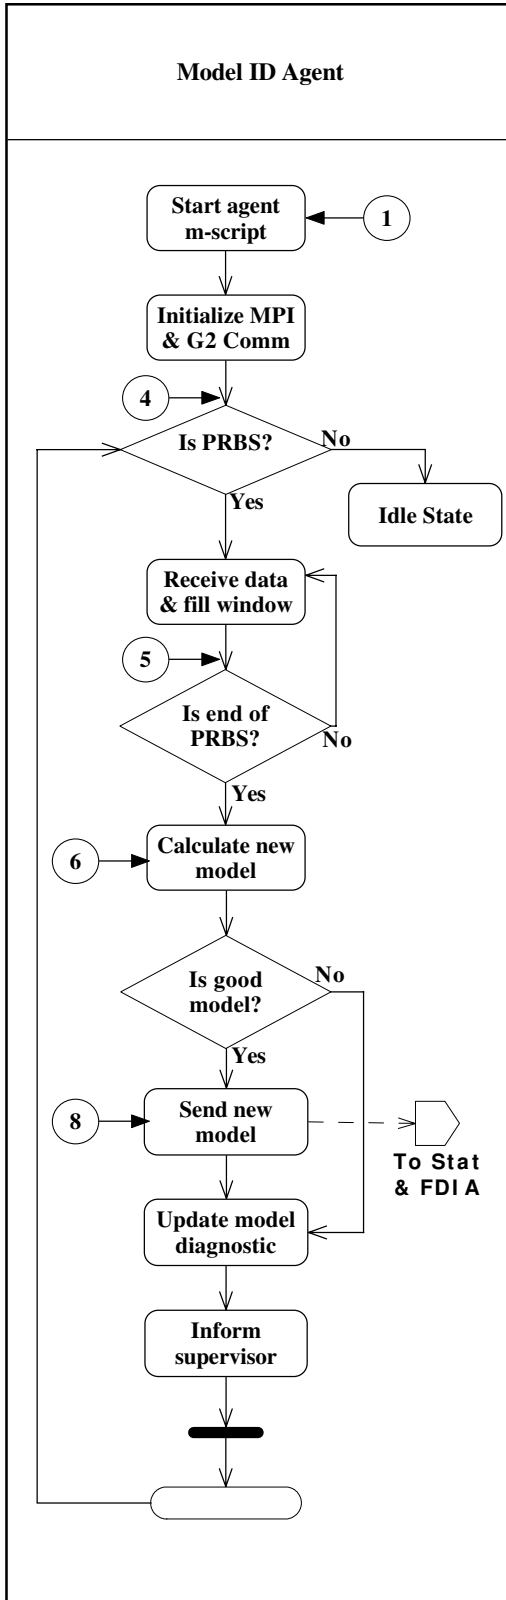 Model ID Agent
Start agent
m-script
1
Initialize MPI
& G2 Comm
4
Is PRBS?
No
Yes
Idle State
Receive data
& fill window
5
Is end of
PRBS?
No
Yes
6
Calculate new
model
Is good
model?
No
Yes
8
Send new
model
To Stat
& FDIA
Update model
diagnostic
Inform
supervisor